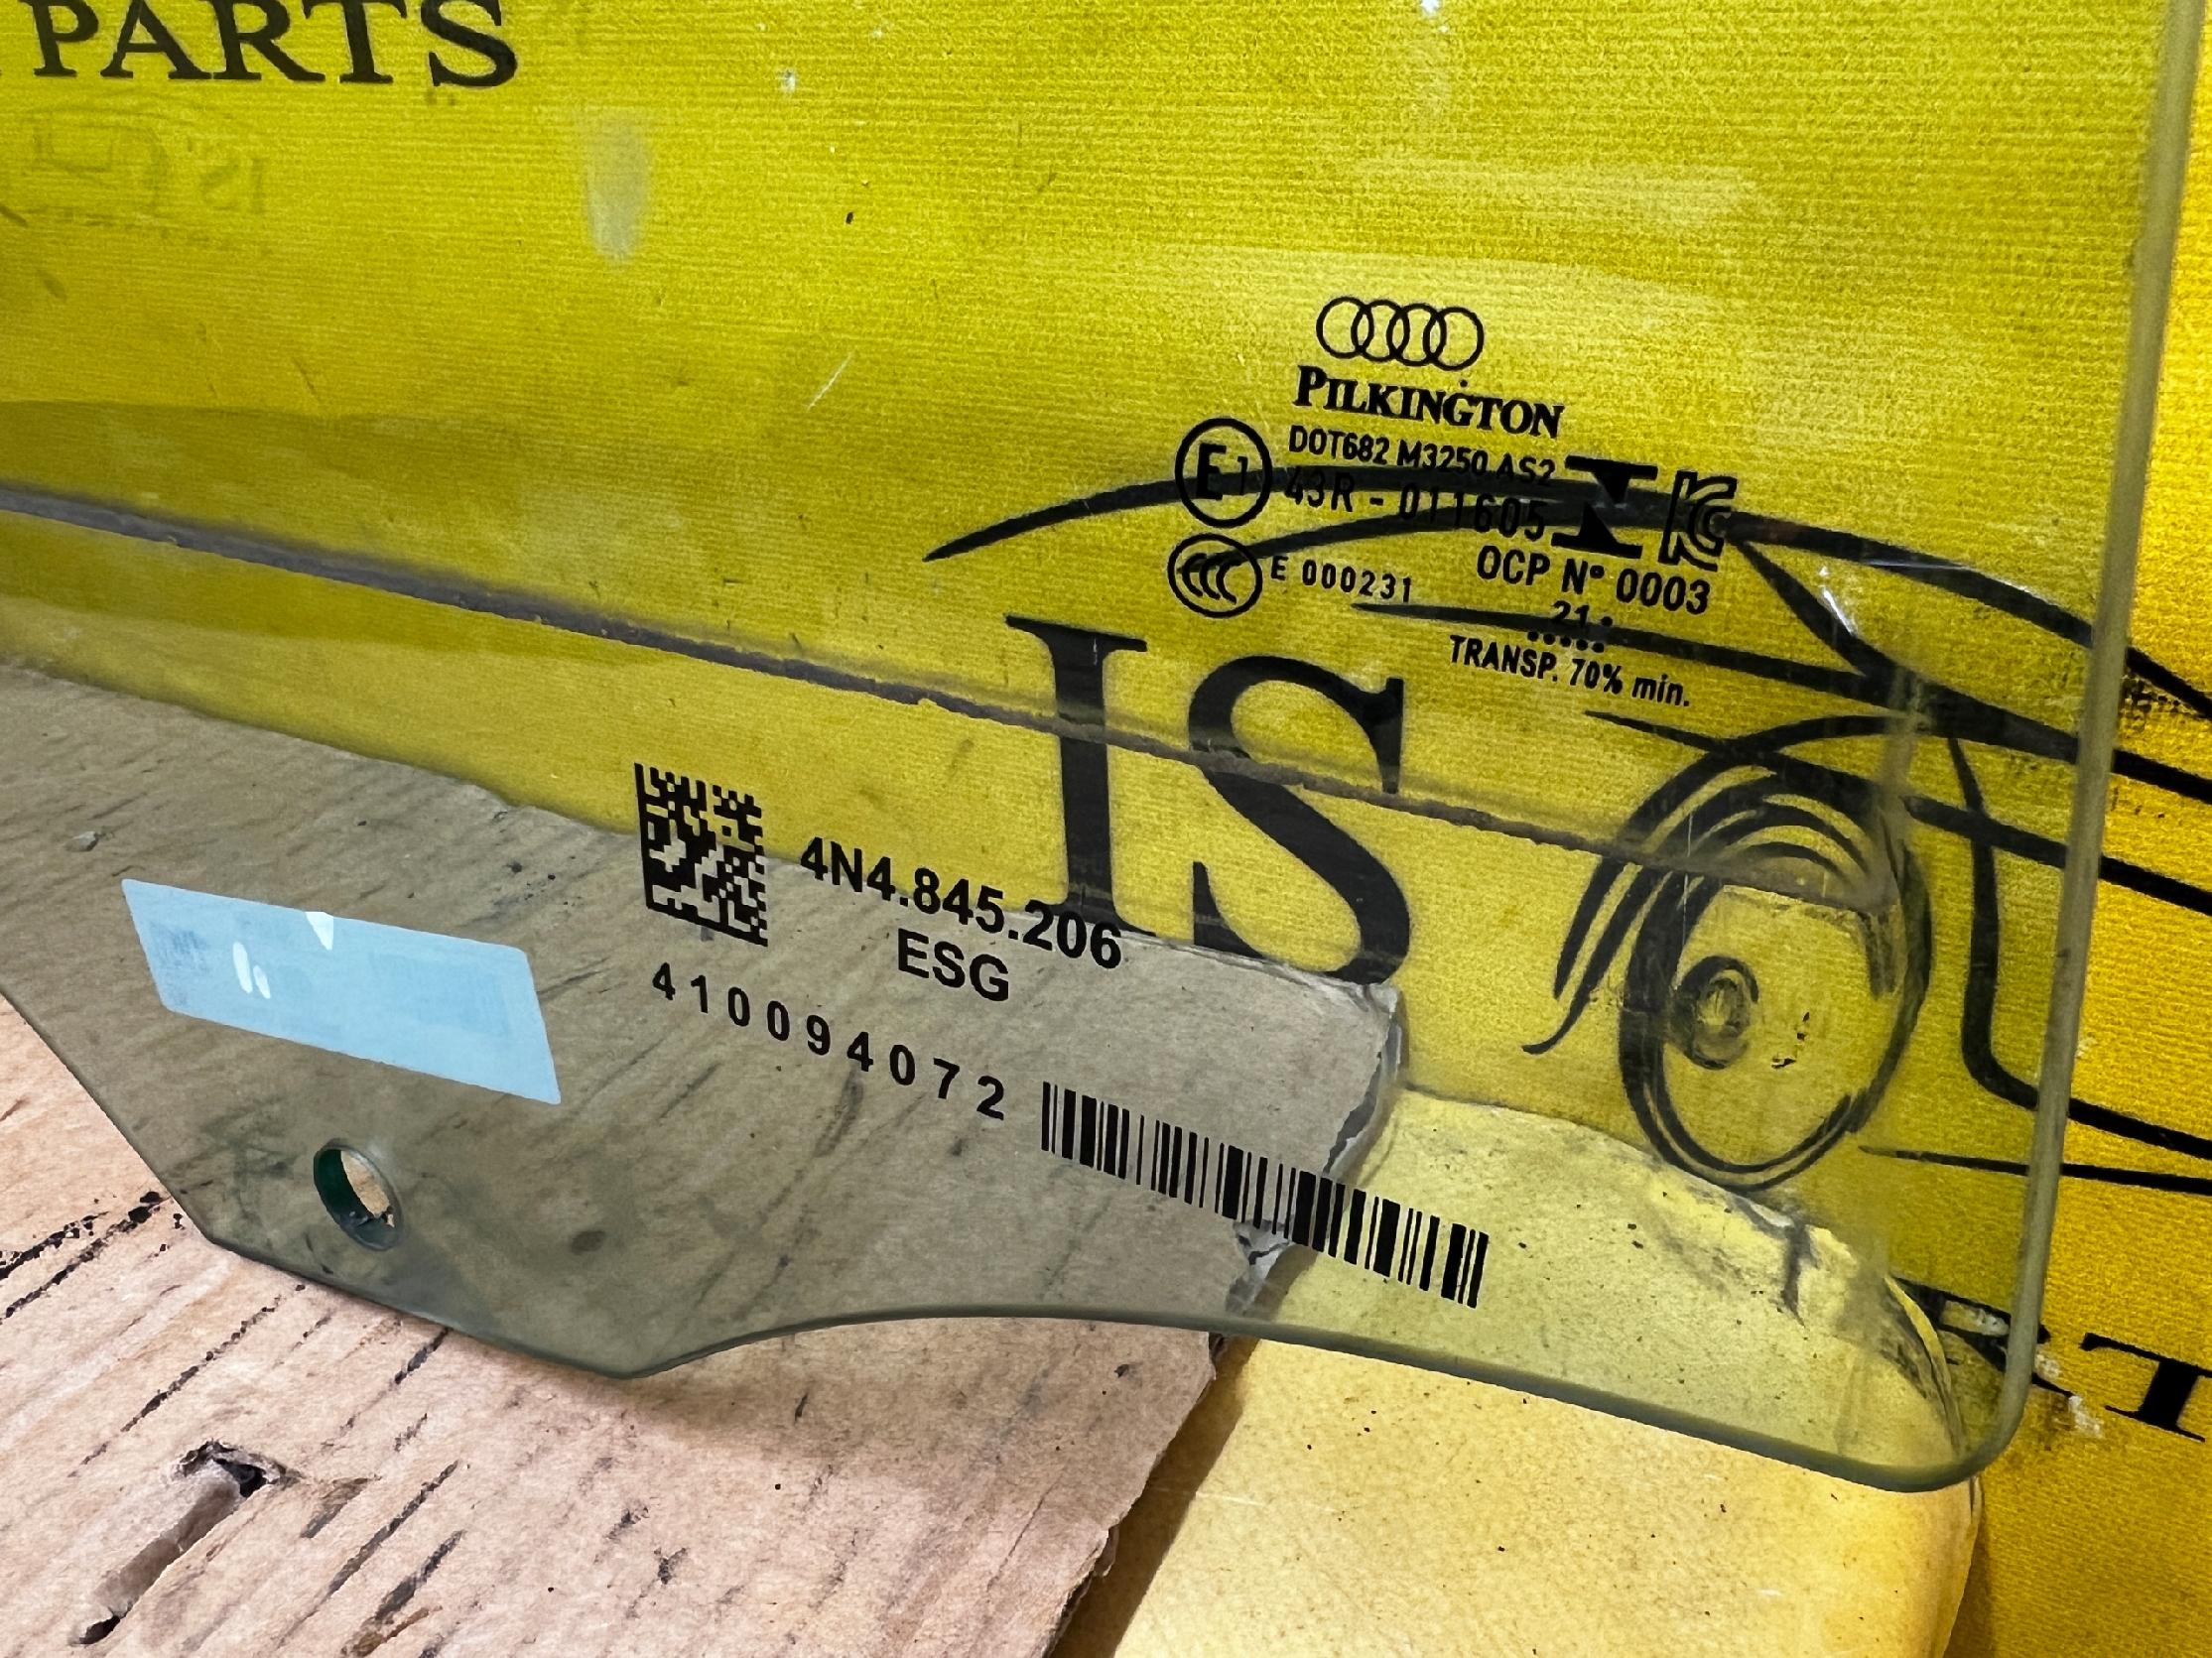 PARTS
PILKINGTON
DOT682 M3250 AS2
E1 43R - 011605
CCC E 000231
OCP N° 0003
21
TRANSP. 70% min.
IS
4N4.845.206
ESG
410094072